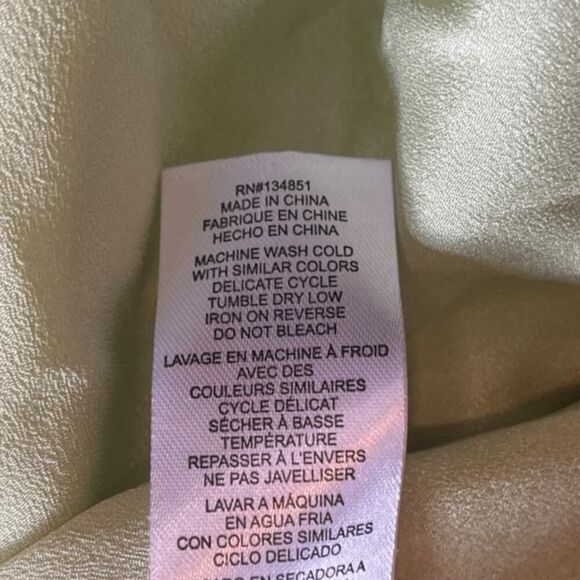 RN#134851
MADE IN CHINA
FABRIQUE EN CHINE
HECHO EN CHINA
MACHINE WASH COLD
WITH SIMILAR COLORS
DELICATE CYCLE
TUMBLE DRY LOW
IRON ON REVERSE
DO NOT BLEACH
LAVAGE EN MACHINE À FROID
AVEC DES
COULEURS SIMILAIRES
CYCLE DÉLICAT
SÉCHER À BASSE
TEMPÉRATURE
REPASSER À L'ENVERS
NE PAS JAVELLISER
LAVAR A MÁQUINA
EN AGUA FRIA
CON COLORES SIMILARES
CICLO DELICADO
EN SECADORA A